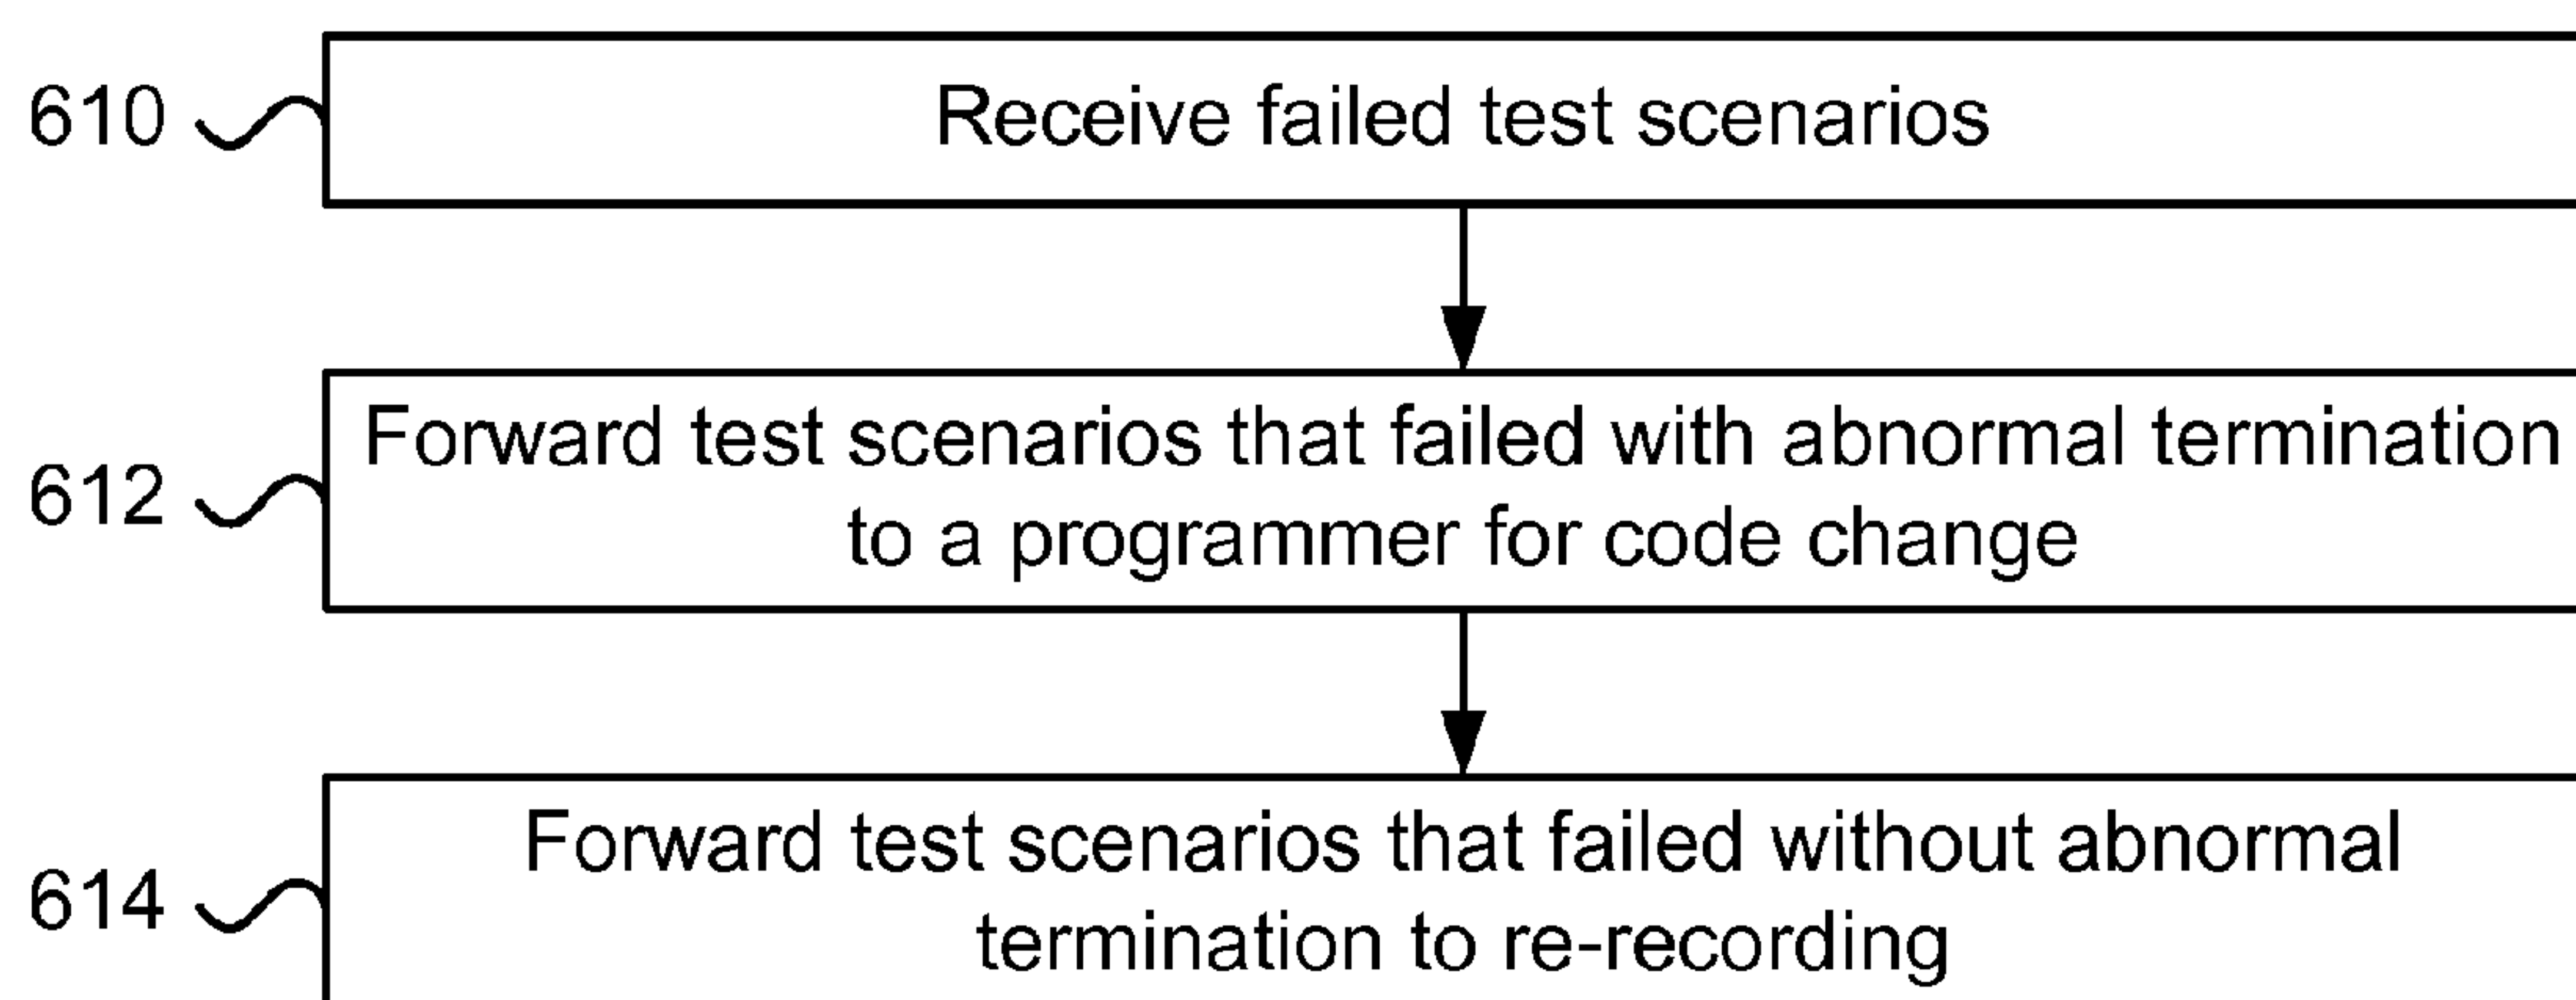 610
Receive failed test scenarios
612
Forward test scenarios that failed with abnormal termination
to a programmer for code change
614
Forward test scenarios that failed without abnormal
termination to re-recording